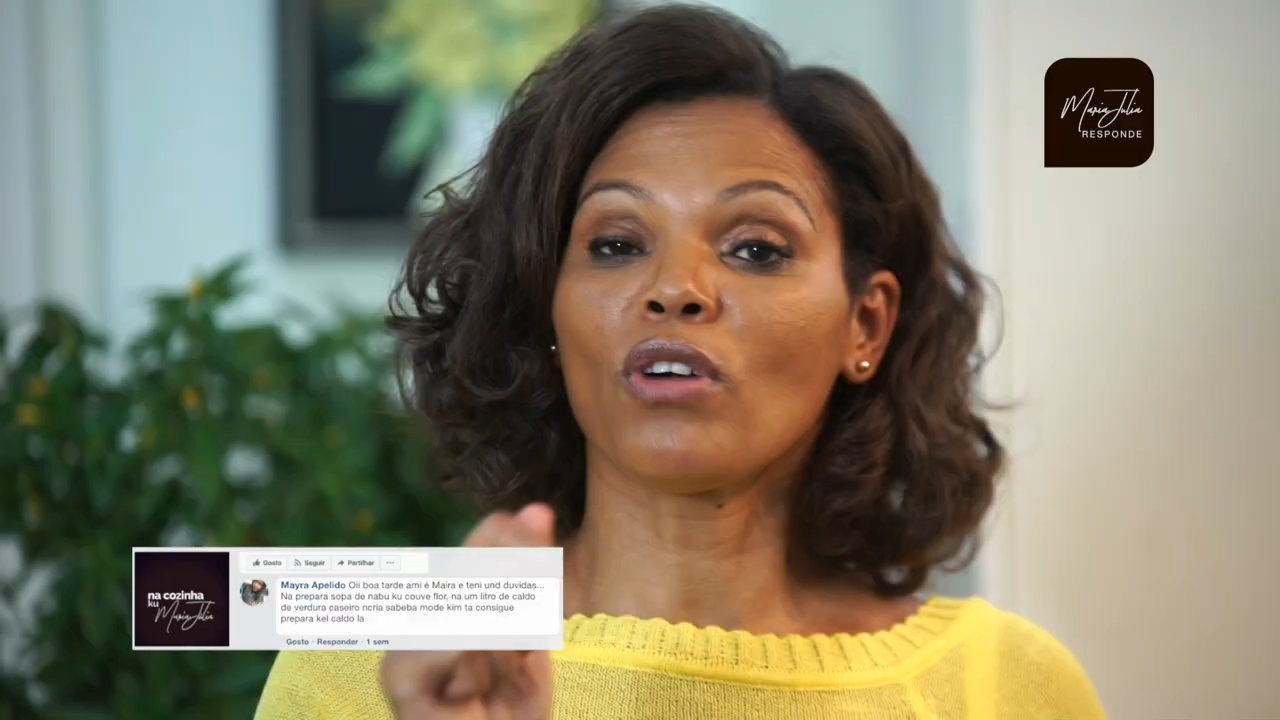 Maria Julia
RESPONDE
Gosto Seguir Partilhar ...
na cozinha
ku
Maria Julia
Mayra Apelido Oii boa tarde ami é Maira e teni und duvidas...
Na prepara sopa de nabu ku couve flor, na um litro de caldo
de verdura caseiro ncria sabeba mode kim ta consigue
prepara kel caldo la
Gosto · Responder · 1 sem